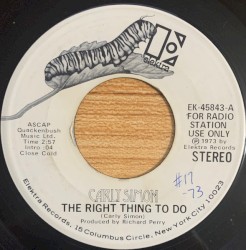 elektra
ASCAP
Quackenbush
Music Ltd.
Time 2:57
Intro :04
Close Cord
EK-45843-A
FOR RADIO
STATION
USE ONLY
℗ 1973 by
Elektra Records
STEREO
CARLY SIMON
THE RIGHT THING TO DO
(Carly Simon)
Produced by Richard Perry
#17
-73
Elektra Records, 15 Columbus Circle, New York City 10023